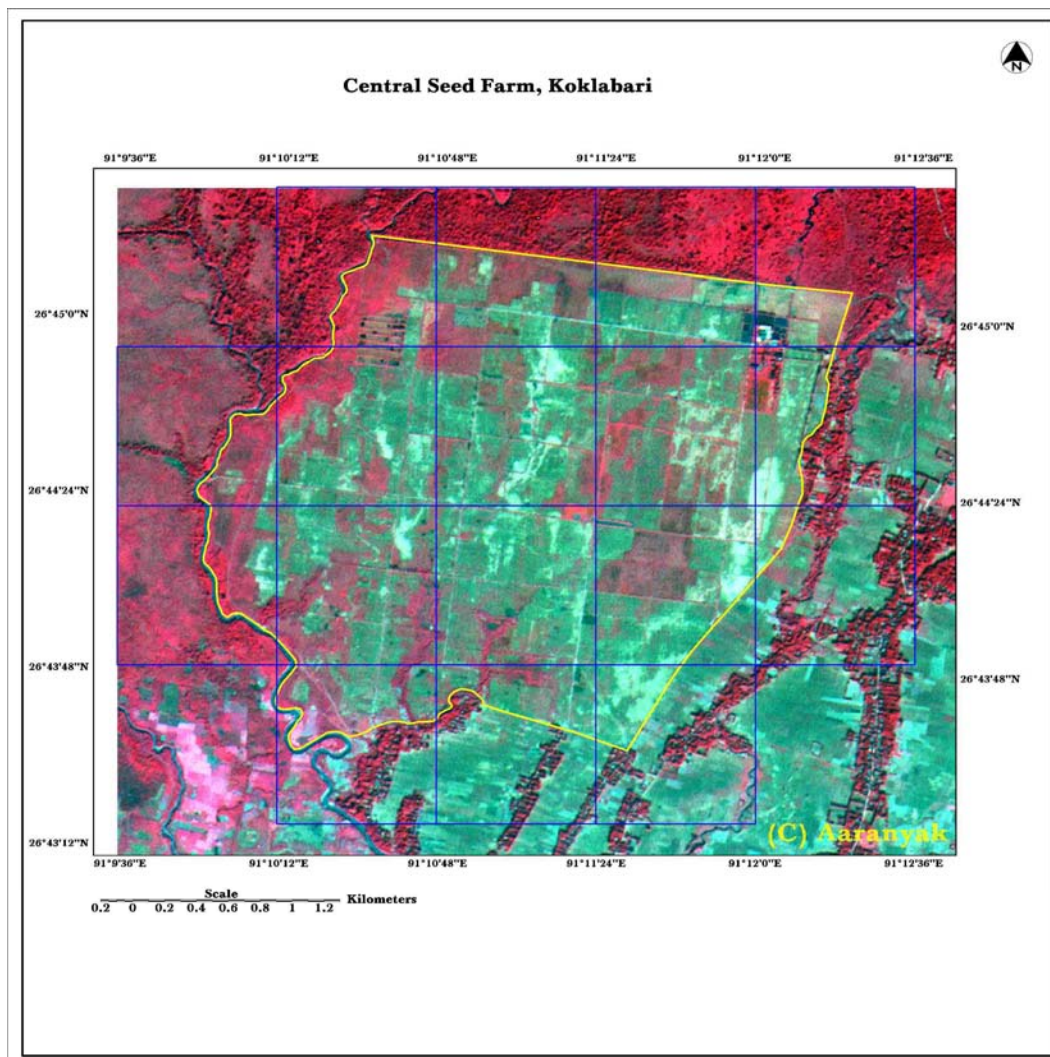 N
Central Seed Farm, Koklabari
91°9'36"E 91°10'12"E 91°10'48"E 91°11'24"E 91°12'0"E 91°12'36"E
26°45'0"N 26°45'0"N
26°44'24"N 26°44'24"N
26°43'48"N 26°43'48"N
(C) Aaranyak
26°43'12"N
91°9'36"E 91°10'12"E 91°10'48"E 91°11'24"E 91°12'0"E 91°12'36"E
Scale
Kilometers
0.2 0 0.2 0.4 0.6 0.8 1 1.2